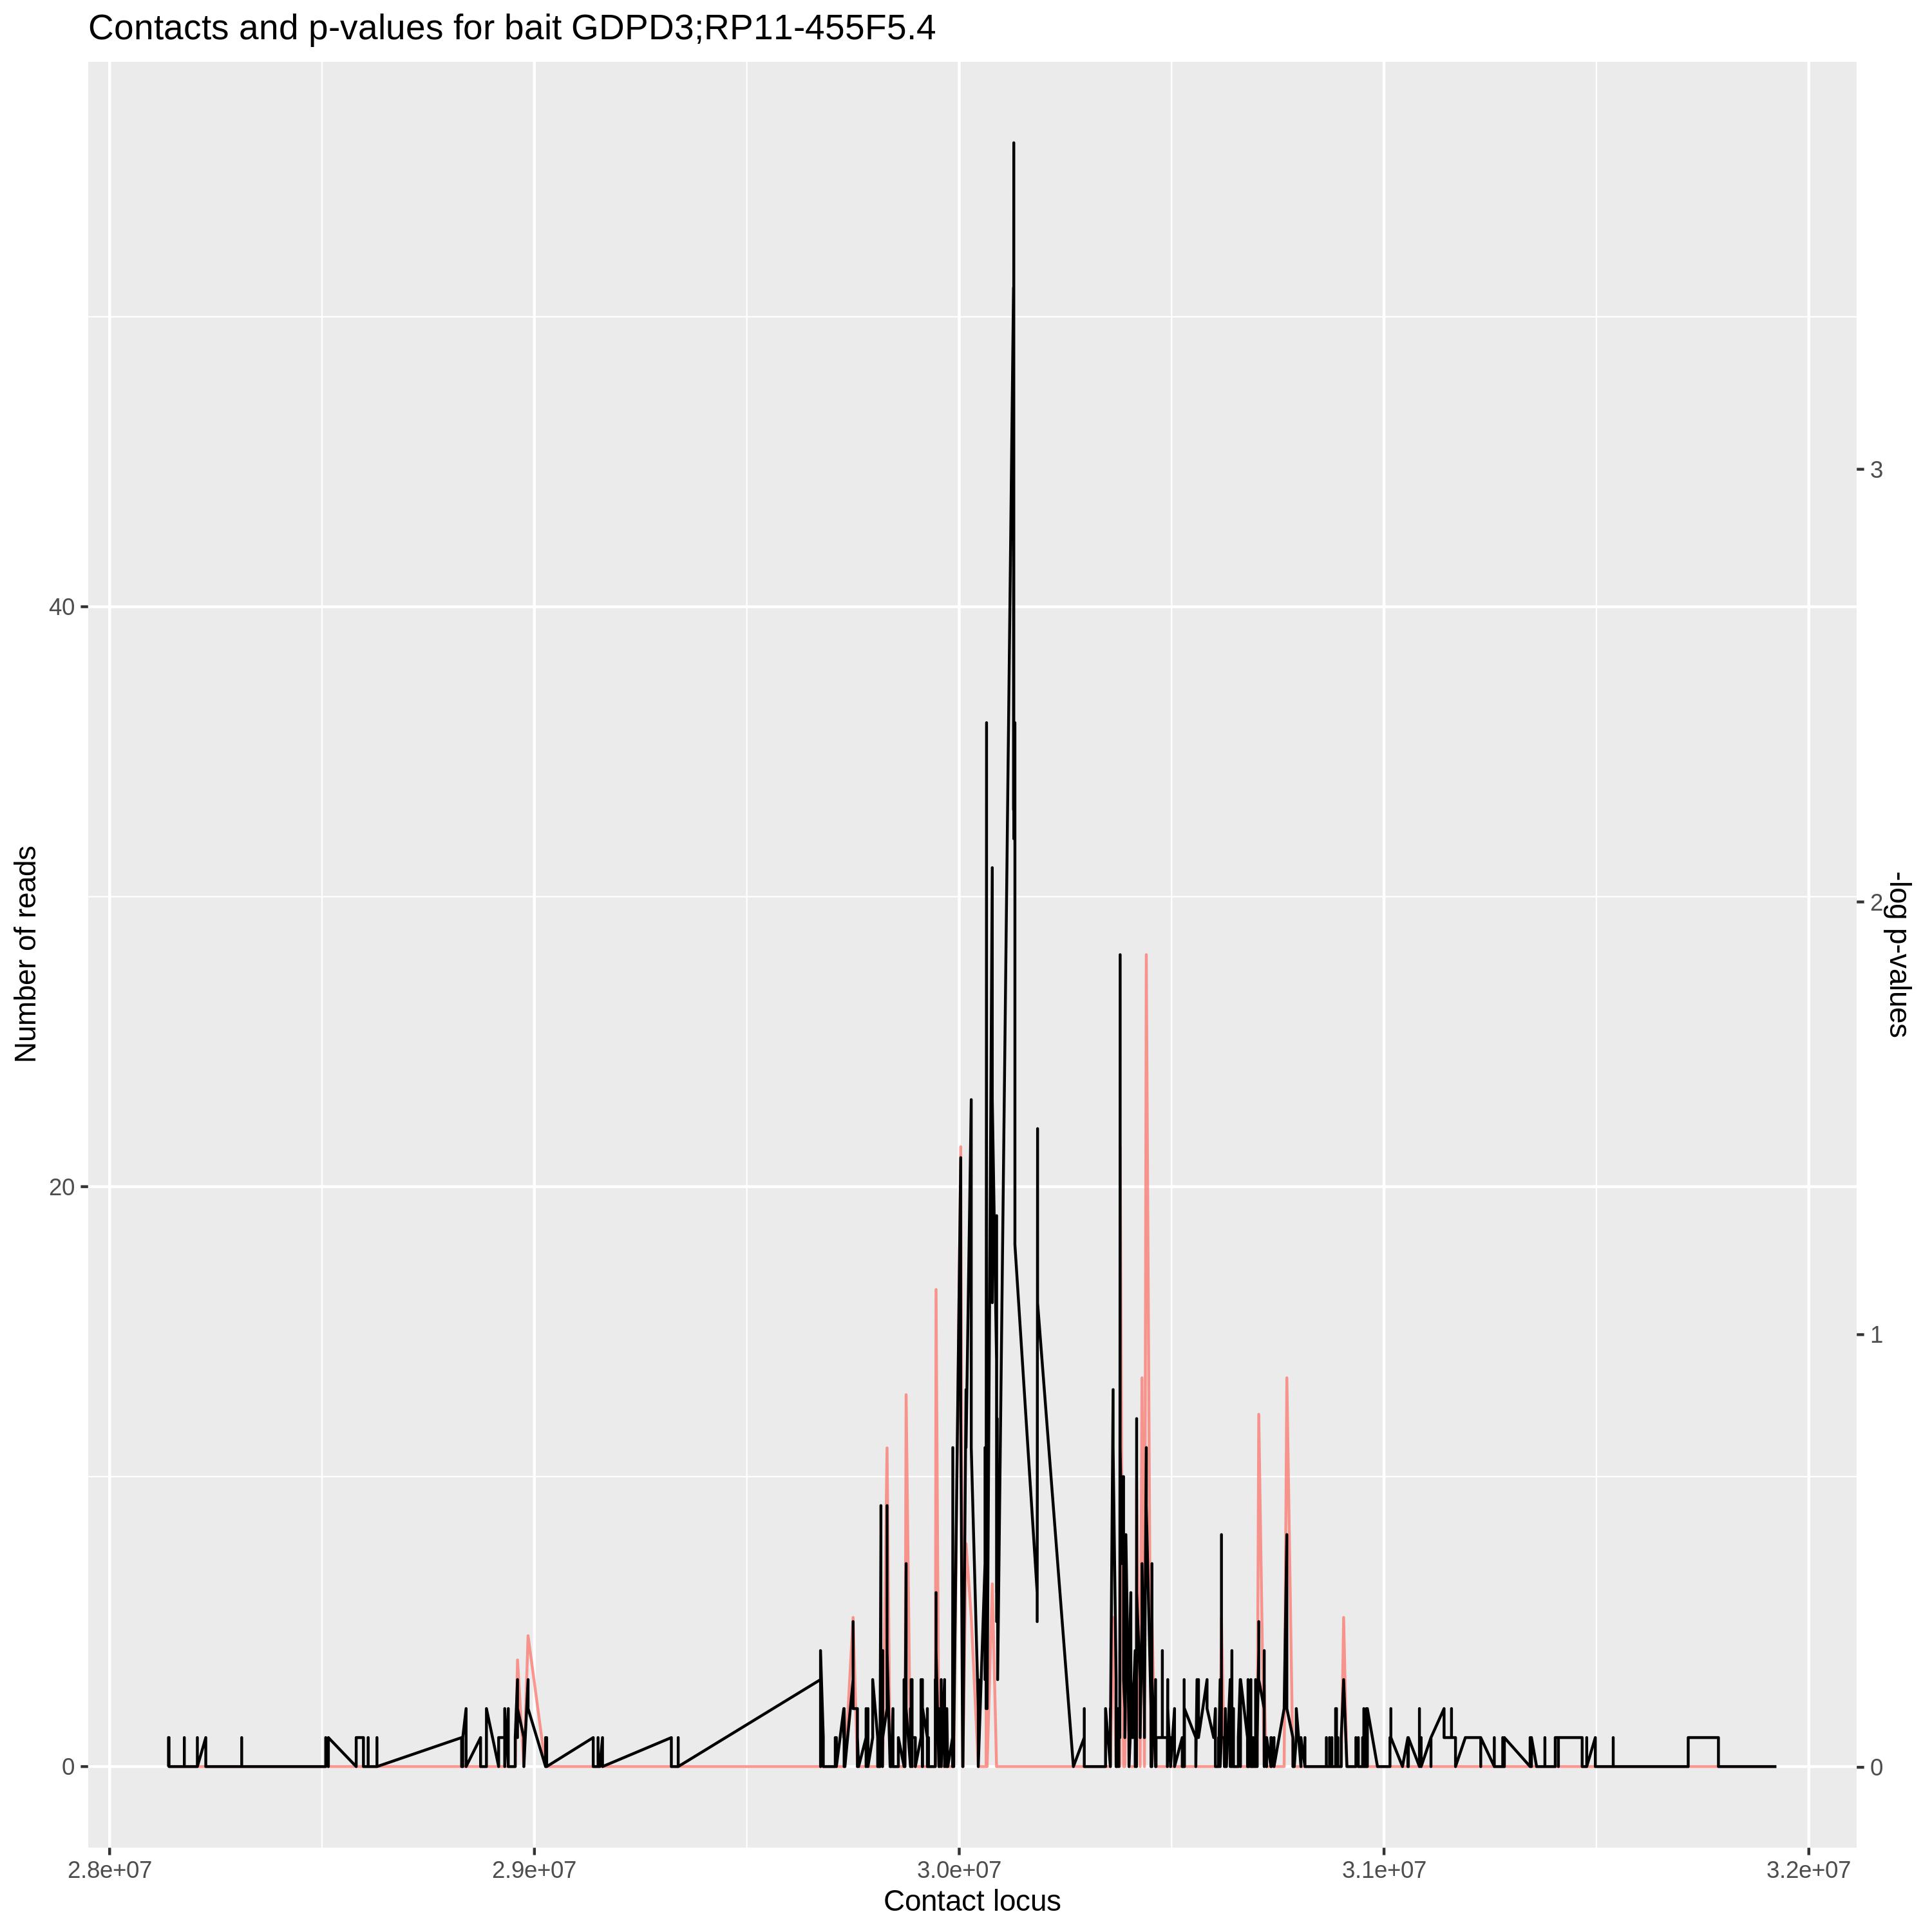 Contacts and p-values for bait GDPD3;RP11-455F5.4
Number of reads
40
20
0
3
2
1
0
-log p-values
2.8e+07
2.9e+07
3.0e+07
3.1e+07
3.2e+07
Contact locus